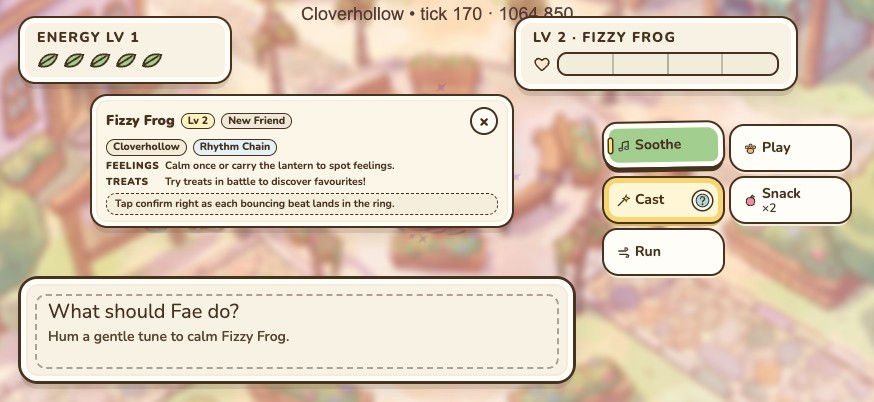 Cloverhollow • tick 170 · 1064,850
ENERGY LV 1
LV 2 · FIZZY FROG
Fizzy Frog Lv 2 New Friend
×
Cloverhollow Rhythm Chain
FEELINGS Calm once or carry the lantern to spot feelings.
TREATS Try treats in battle to discover favourites!
Tap confirm right as each bouncing beat lands in the ring.
Soothe
Play
Cast ?
Snack
×2
Run
What should Fae do?
Hum a gentle tune to calm Fizzy Frog.